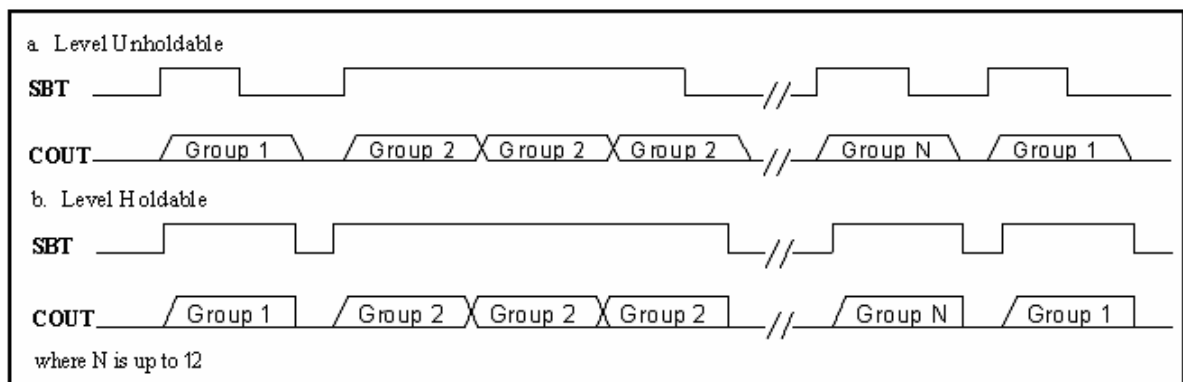 a. Level Unholdable
SBT
COUT Group 1 Group 2 Group 2 Group 2 // Group N Group 1
b. Level Holdable
SBT
COUT Group 1 Group 2 Group 2 Group 2 // Group N Group 1
where N is up to 12